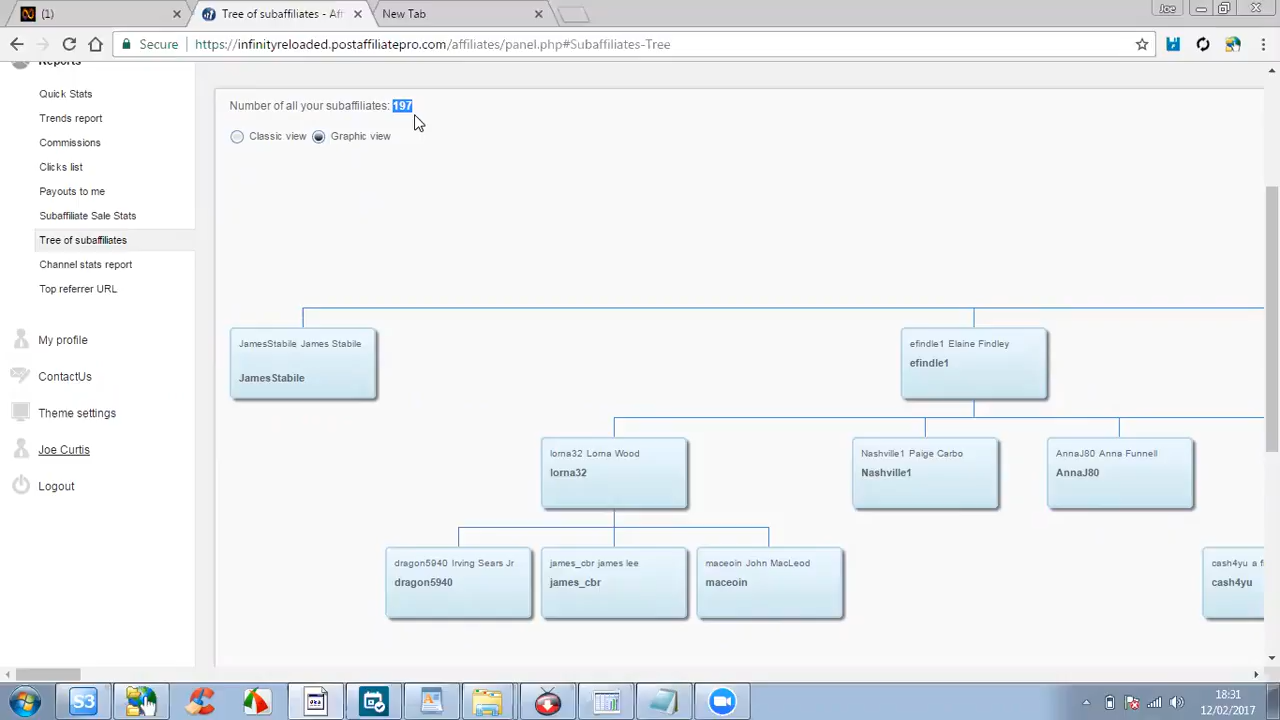 (1)
Tree of subaffiliates - Aff
New Tab
Joe
Secure
https://infinityreloaded.postaffiliatepro.com/affiliates/panel.php#Subaffiliates-Tree
Reports
Quick Stats
Trends report
Commissions
Clicks list
Payouts to me
Subaffiliate Sale Stats
Tree of subaffiliates
Channel stats report
Top referrer URL
My profile
ContactUs
Theme settings
Joe Curtis
Logout
Number of all your subaffiliates: 197
Classic view
Graphic view
JamesStabile James Stabile
JamesStabile
efindle1 Elaine Findley
efindle1
lorna32 Lorna Wood
lorna32
Nashville1 Paige Carbo
Nashville1
AnnaJ80 Anna Funnell
AnnaJ80
dragon5940 Irving Sears Jr
dragon5940
james_cbr james lee
james_cbr
maceoin John MacLeod
maceoin
cash4yu a f
cash4yu
S3
18:31
12/02/2017